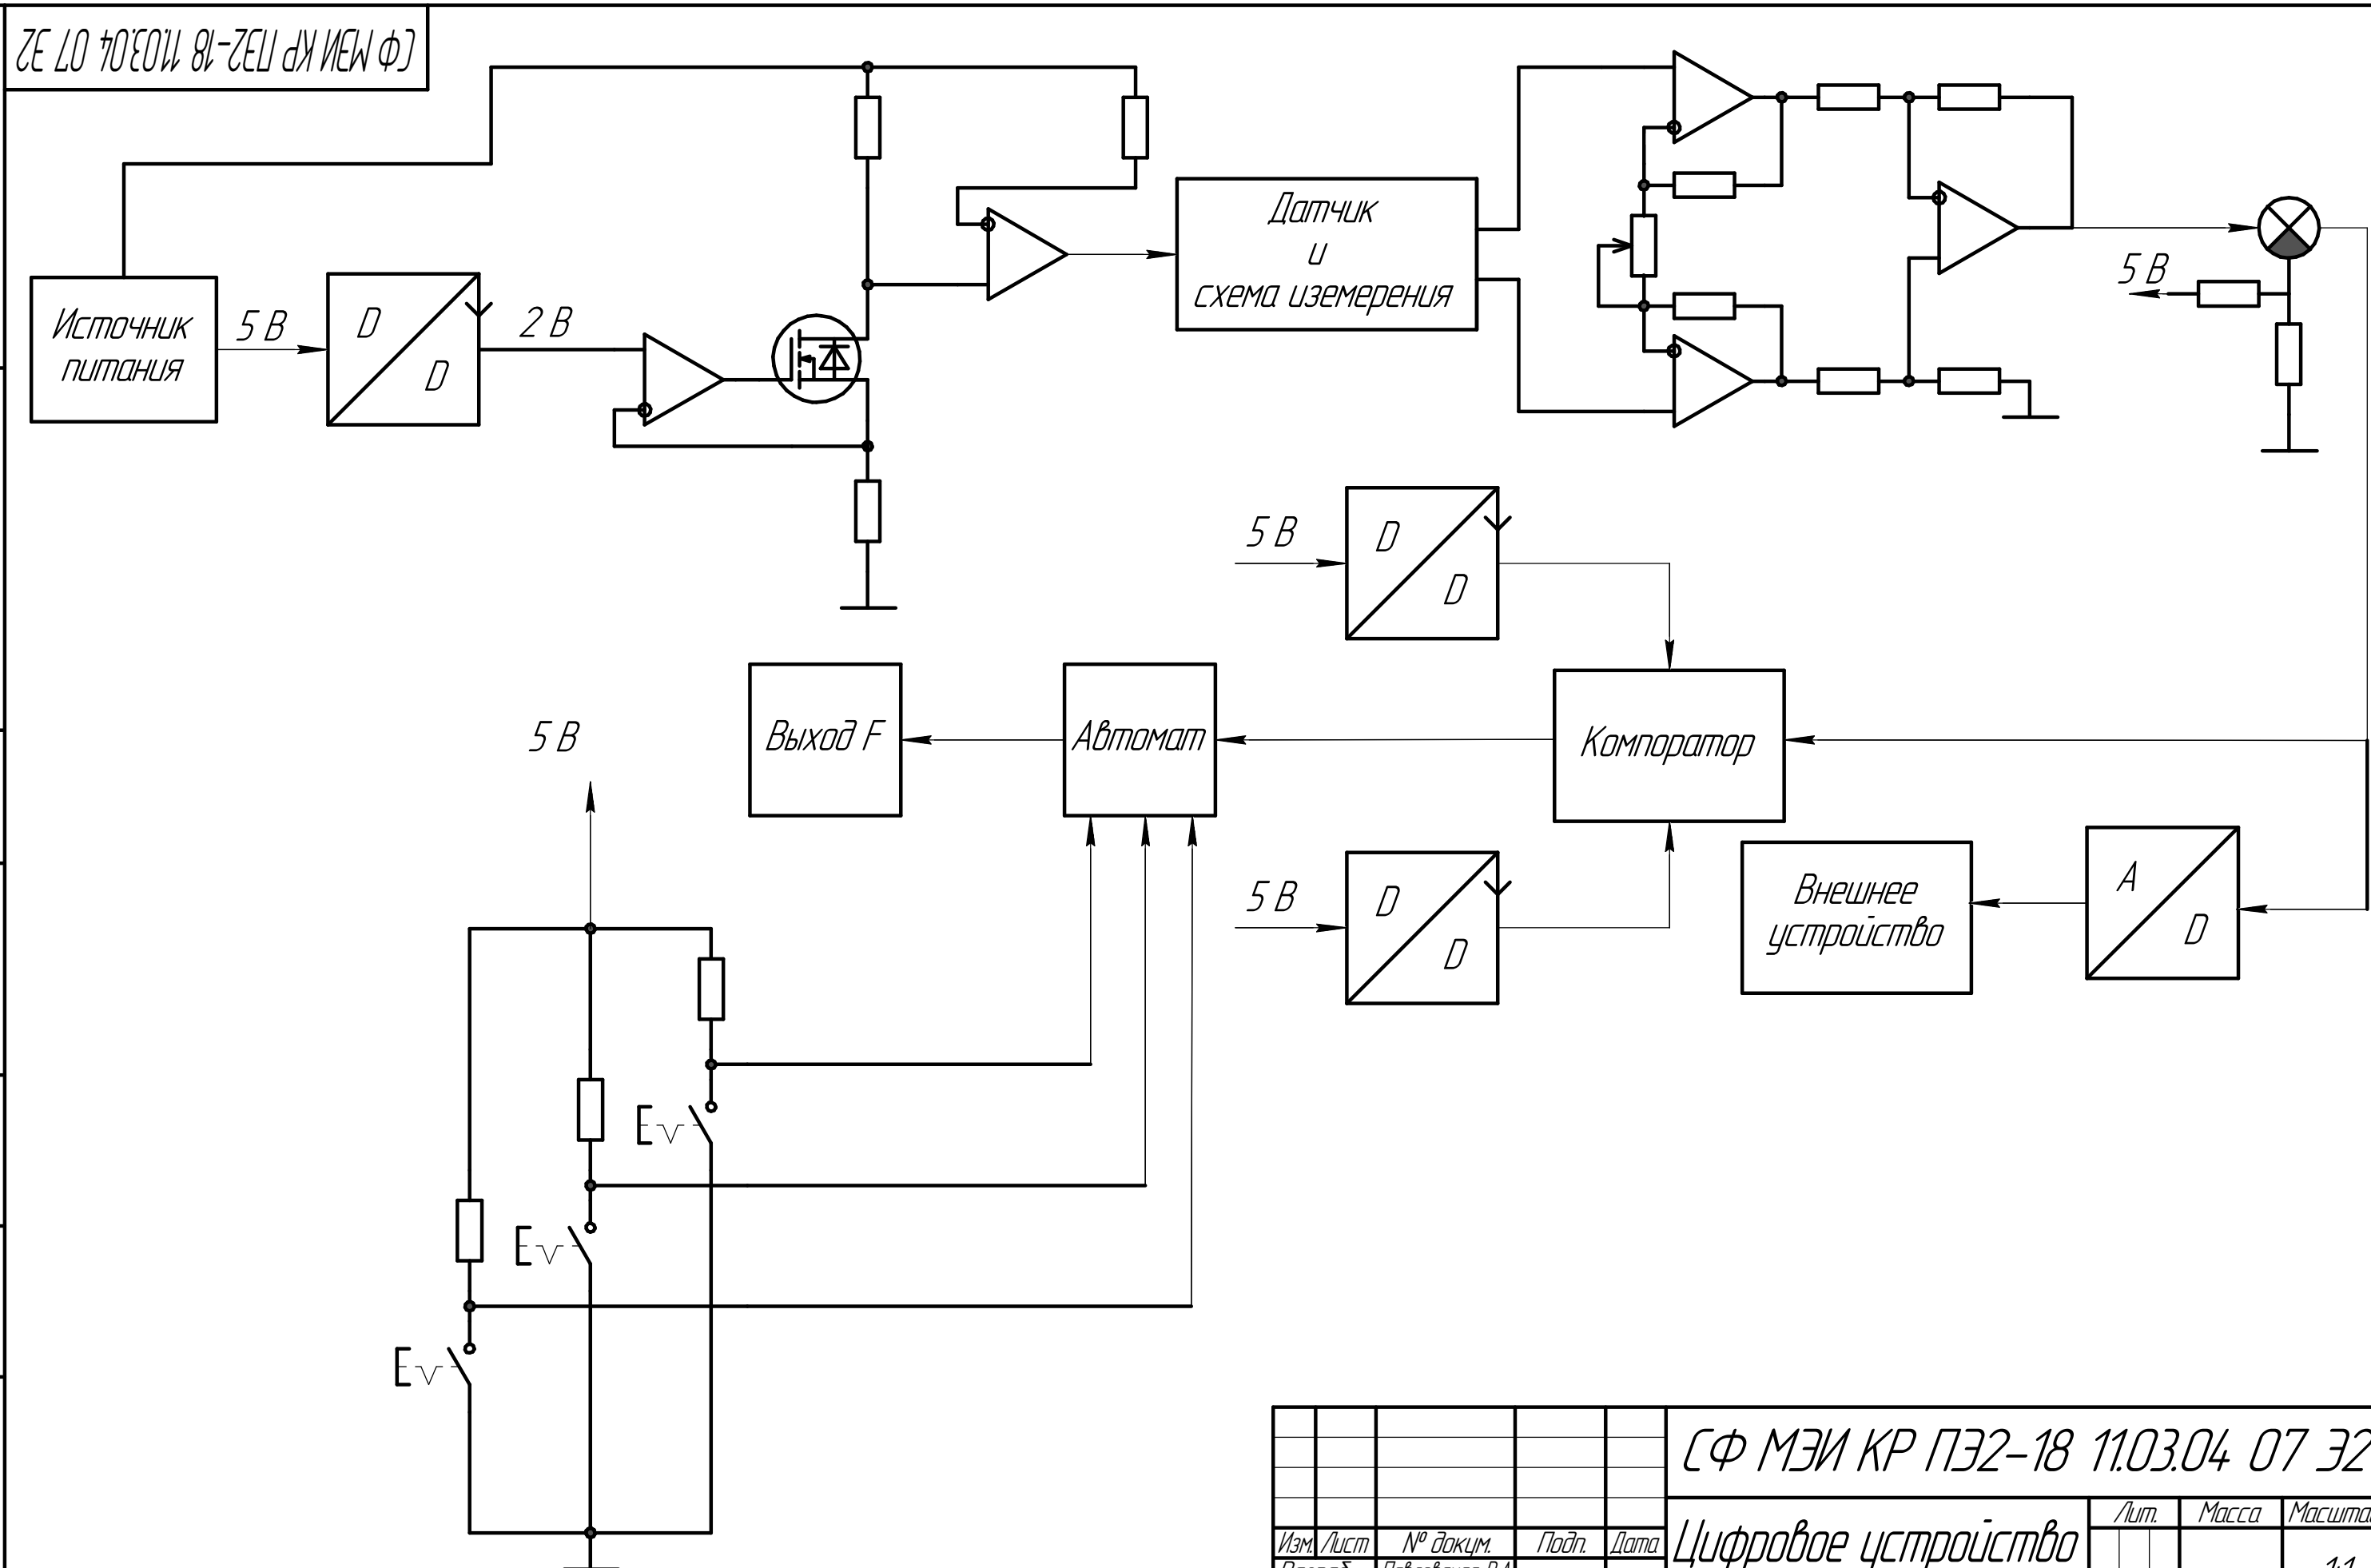 СФ МЭИ КР ПЭ2-18 11.03.04 07 Э2
Датчик
и
схема иземерения
Источник
питания
5 В
D
D
2 В
5 В
5 В
D
D
5 В
Выход F
Автомат
Компоратор
5 В
D
D
Внешнее
устройство
A
D
СФ МЭИ КР ПЭ2-18 11.03.04 07 Э2
Цифровое устройство
Лит.
Масса
Изм.
Лист
№ докум.
Подп.
Дата